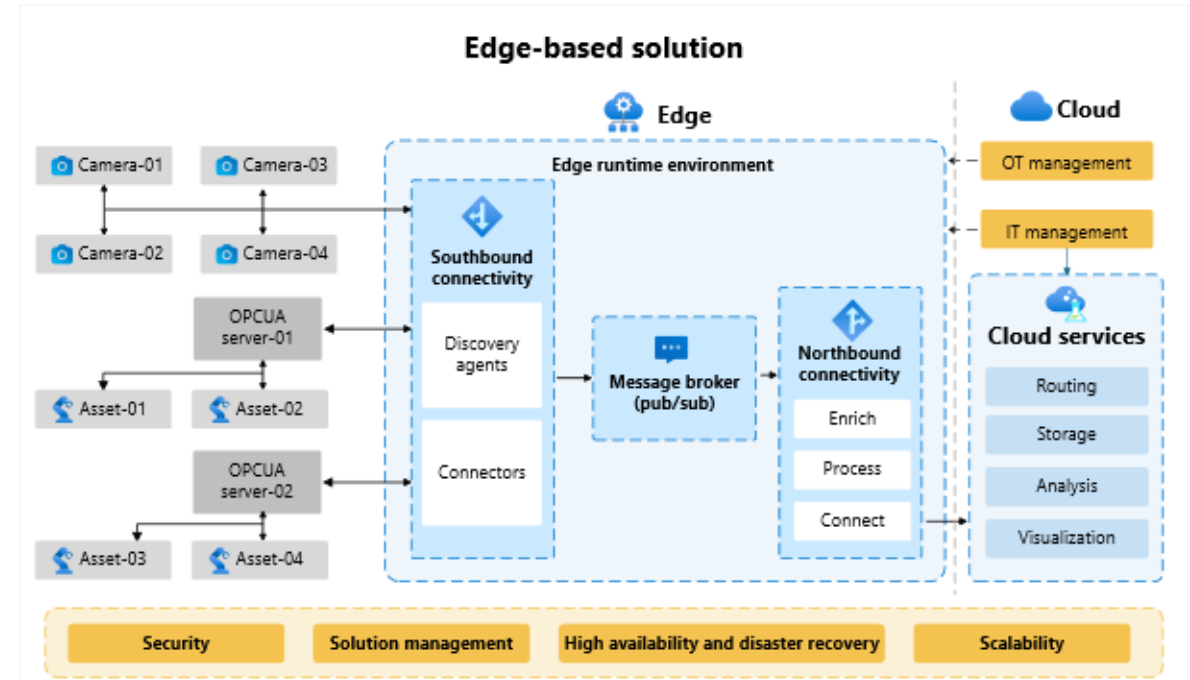 Edge-based solution
Edge
Cloud
Camera-01
Camera-03
Edge runtime environment
OT management
Southbound
connectivity
IT management
Camera-02
Camera-04
OPCUA
server-01
Discovery
agents
Message broker
(pub/sub)
Northbound
connectivity
Cloud services
Asset-01
Asset-02
Enrich
Routing
Storage
OPCUA
server-02
Connectors
Process
Analysis
Connect
Visualization
Asset-03
Asset-04
Security
Solution management
High availability and disaster recovery
Scalability